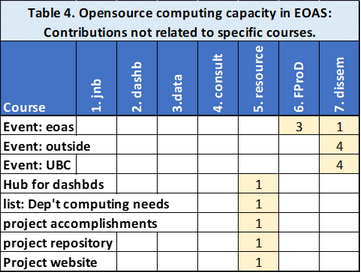 Table 4. Opensource computing capacity in EOAS:
Contributions not related to specific courses.
Course 1. jnb 2. dashb 3.data 4. consult 5. resource 6. FProD 7. dissem
Event: eoas 3 1
Event: outside 4
Event: UBC 4
Hub for dashbds 1
list: Dep't computing needs 1
project accomplishments 1
project repository 1
Project website 1